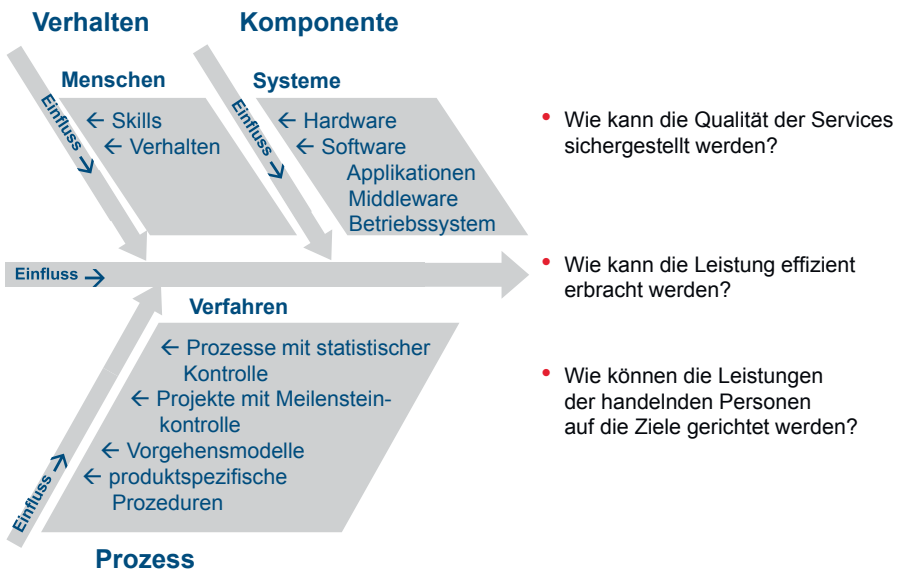 Verhalten
Komponente
Menschen
Systeme
Einfluss →
← Skills
← Verhalten
Einfluss →
← Hardware
← Software
Applikationen
Middleware
Betriebssystem
• Wie kann die Qualität der Services
sichergestellt werden?
Einfluss →
• Wie kann die Leistung effizient
erbracht werden?
Verfahren
← Prozesse mit statistischer
Kontrolle
← Projekte mit Meilenstein-
kontrolle
← Vorgehensmodelle
← produktspezifische
Prozeduren
Einfluss →
• Wie können die Leistungen
der handelnden Personen
auf die Ziele gerichtet werden?
Prozess